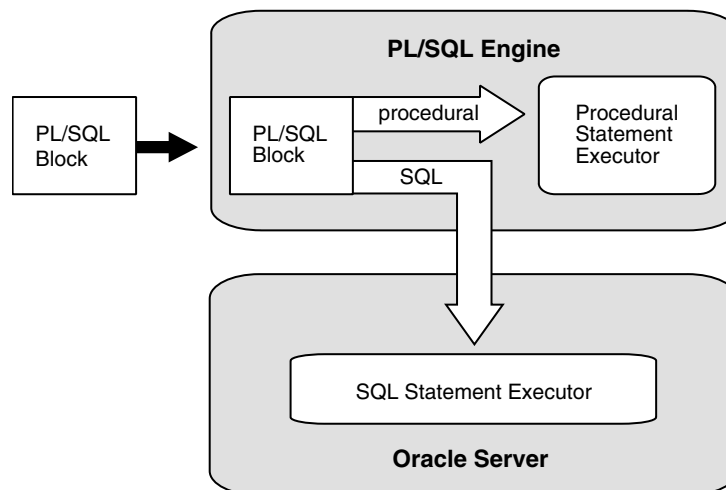 PL/SQL Engine
PL/SQL
Block
PL/SQL
Block
procedural
SQL
Procedural
Statement
Executor
SQL Statement Executor
Oracle Server